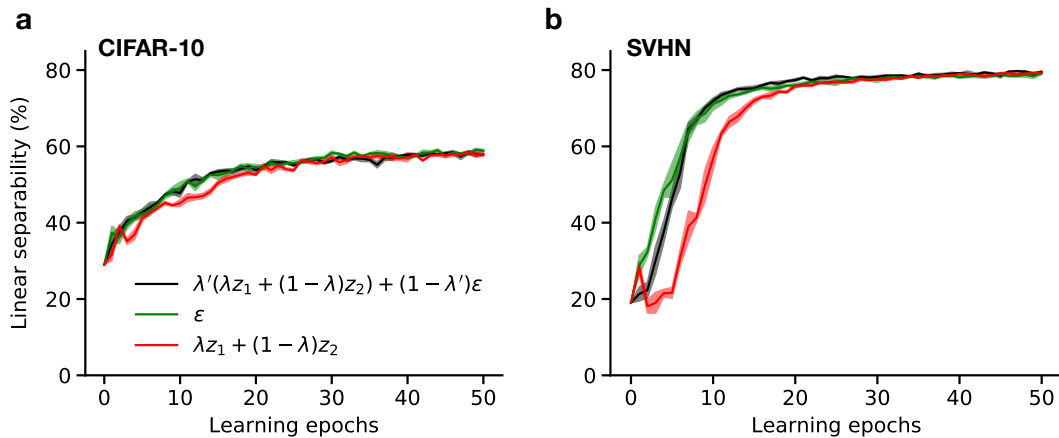 a
CIFAR-10
Linear separability (%)
80
60
40
20
0
λ′(λz₁ + (1 − λ)z₂) + (1 − λ′)ε
ε
λz₁ + (1 − λ)z₂
0 10 20 30 40 50
Learning epochs
b
SVHN
80
60
40
20
0
0 10 20 30 40 50
Learning epochs